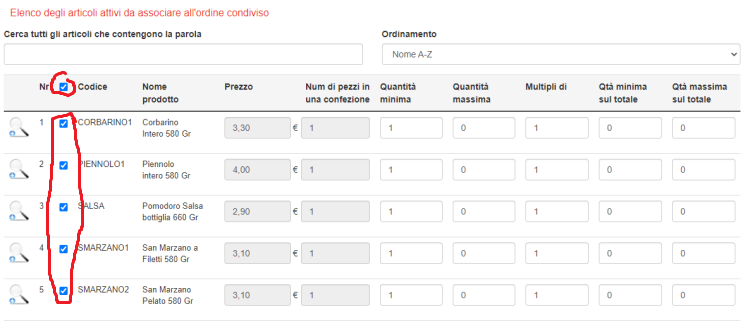 Elenco degli articoli attivi da associare all'ordine condiviso
Cerca tutti gli articoli che contengono la parola
Ordinamento
Nome A-Z
Nr Codice Nome prodotto Prezzo Num di pezzi in una confezione Quantità minima Quantità massima Multipli di Qtà minima sul totale Qtà massima sul totale
1 CORBARINO1 Corbarino Intero 580 Gr 3,30 € 1 1 0 1 0 0
2 PIENNOLO1 Piennolo intero 580 Gr 4,00 € 1 1 0 1 0 0
3 SALSA Pomodoro Salsa bottiglia 660 Gr 2,90 € 1 1 0 1 0 0
4 SMARZANO1 San Marzano a Filetti 580 Gr 3,10 € 1 1 0 1 0 0
5 SMARZANO2 San Marzano Pelato 580 Gr 3,10 € 1 1 0 1 0 0